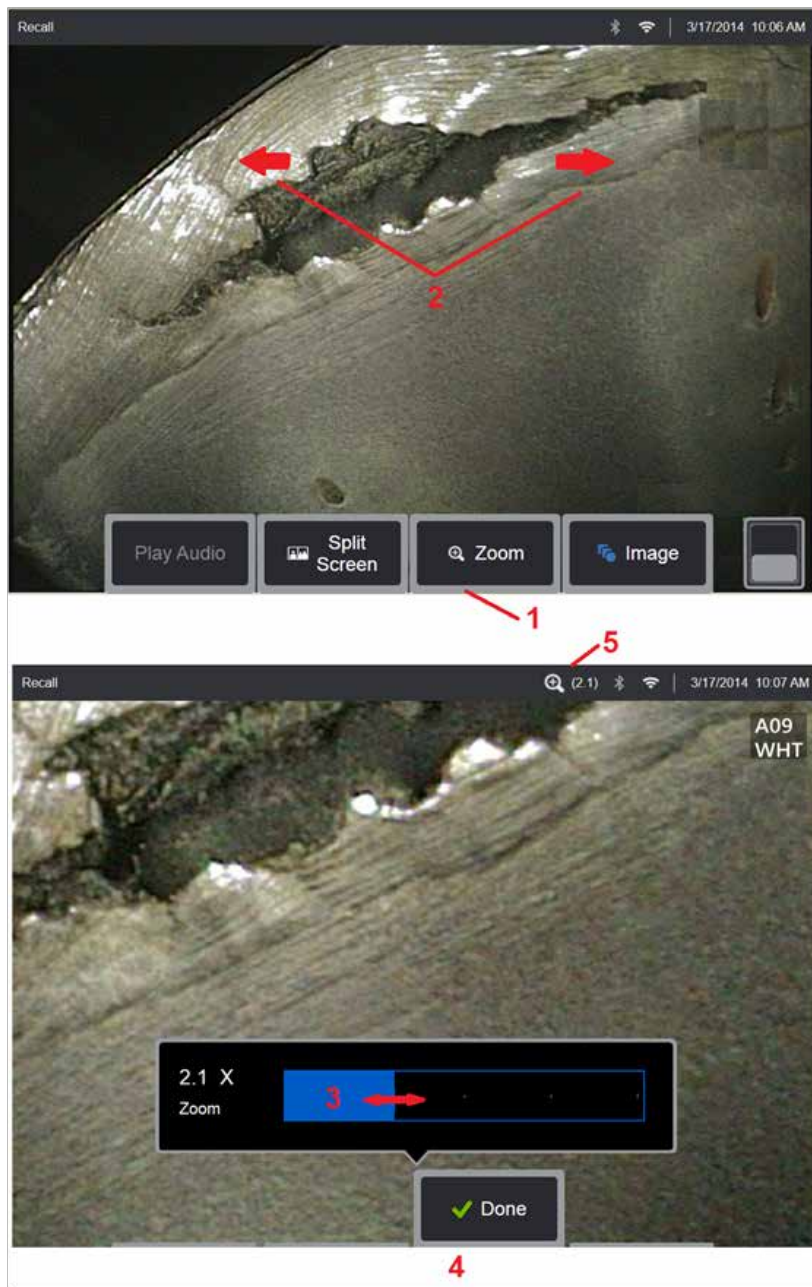 Recall 3/17/2014 10:06 AM
2
Play Audio
Split
Screen
Zoom
Image
1
5
Recall (2.1) 3/17/2014 10:07 AM
A09
WHT
2.1 X
Zoom
3
Done
4